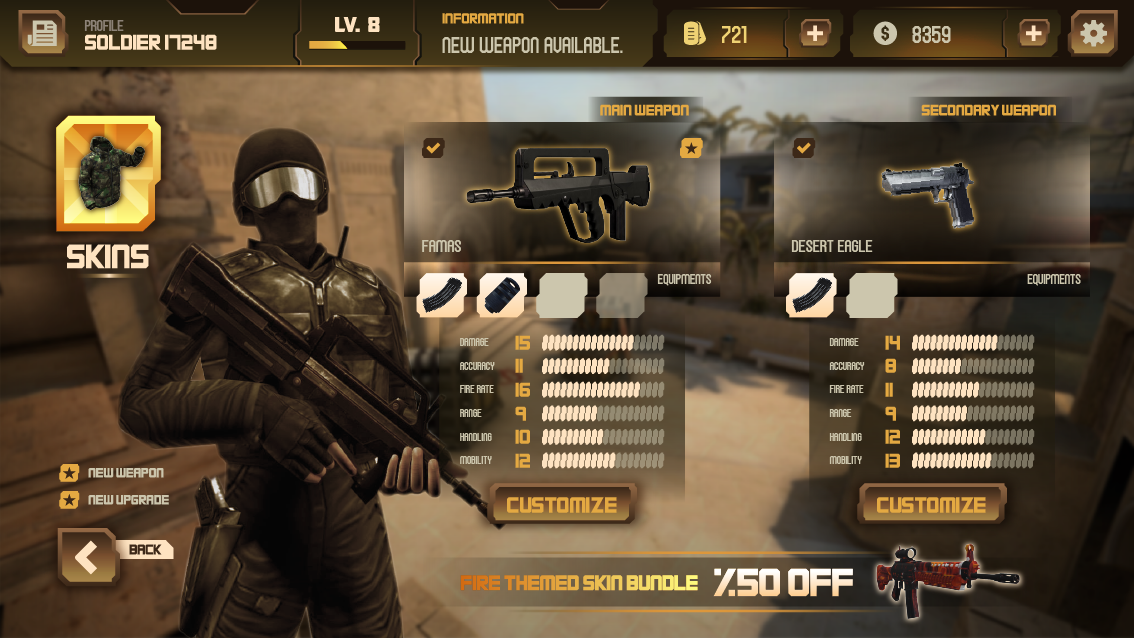 PROFILE
SOLDIER 17248
LV. 8
INFORMATION
NEW WEAPON AVAILABLE.
721
8359
SKINS
MAIN WEAPON
FAMAS
EQUIPMENTS
DAMAGE 15
ACCURACY 11
FIRE RATE 16
RANGE 9
HANDLING 10
MOBILITY 12
CUSTOMIZE
SECONDARY WEAPON
DESERT EAGLE
EQUIPMENTS
DAMAGE 14
ACCURACY 8
FIRE RATE 11
RANGE 9
HANDLING 12
MOBILITY 13
CUSTOMIZE
NEW WEAPON
NEW UPGRADE
BACK
FIRE THEMED SKIN BUNDLE %50 OFF